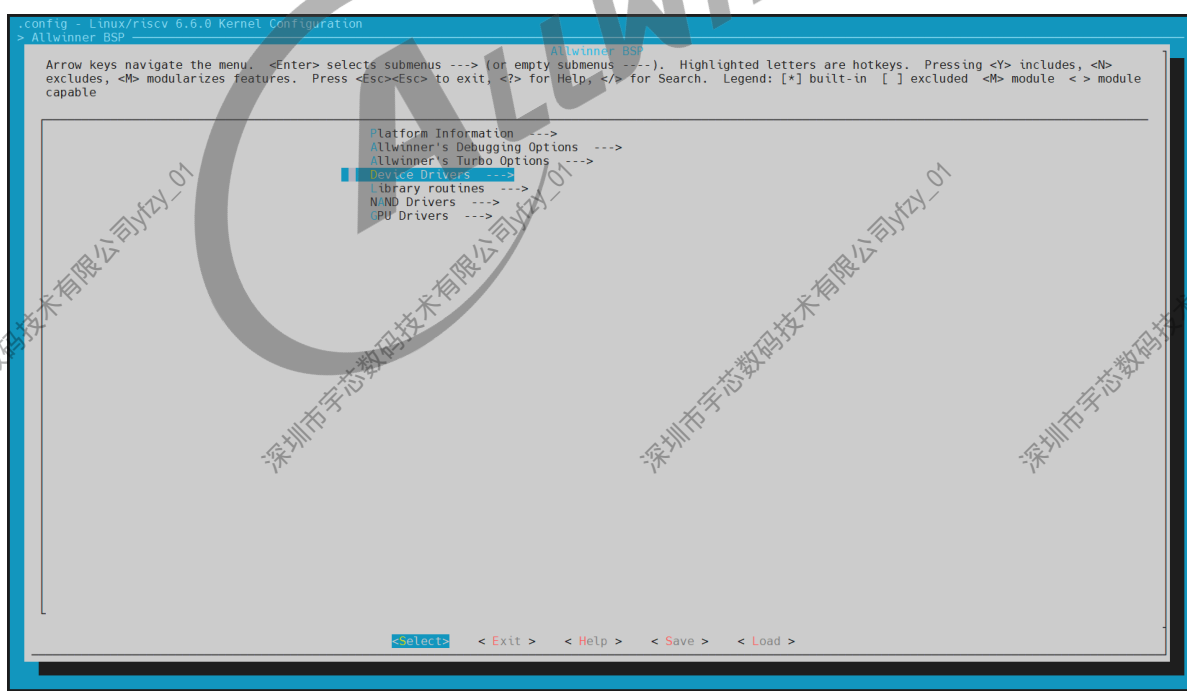 .config - Linux/riscv 6.6.0 Kernel Configuration
> Allwinner BSP
Allwinner BSP
Arrow keys navigate the menu. <Enter> selects submenus ---> (or empty submenus ----). Highlighted letters are hotkeys. Pressing <Y> includes, <N>
excludes, <M> modularizes features. Press <Esc><Esc> to exit, <?> for Help, </> for Search. Legend: [*] built-in [ ] excluded <M> module < > module
capable
Platform Information --->
Allwinner's Debugging Options --->
Allwinner's Turbo Options --->
Device Drivers --->
Library routines --->
NAND Drivers --->
GPU Drivers --->
<Select> < Exit > < Help > < Save > < Load >
深圳市宇芯数码技术有限公司yfzy_01
深圳市宇芯数码技术有限公司yfzy_01
深圳市宇芯数码技术
数码技术有限公司yfzy_01